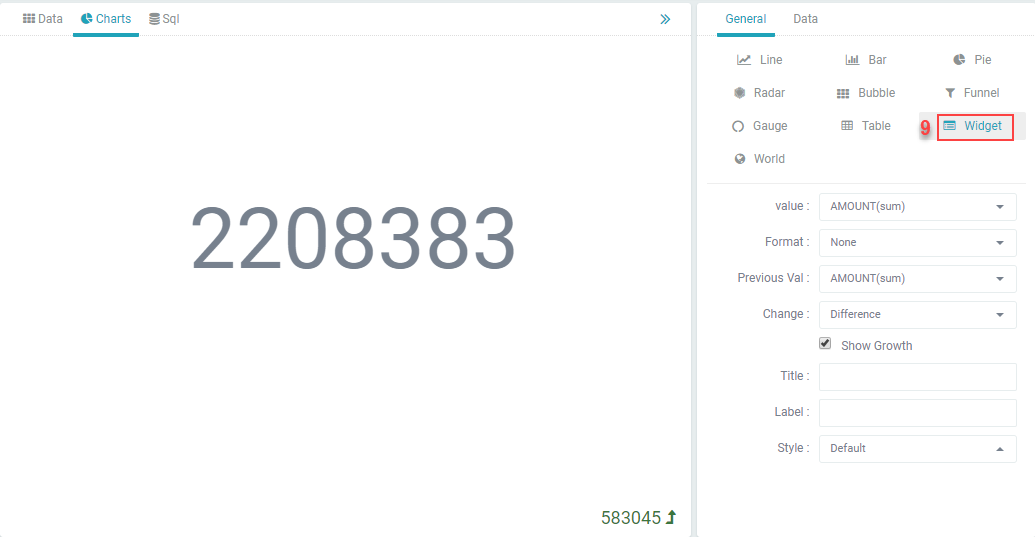 Data Charts Sql
2208383
583045
General Data
Line Bar Pie
Radar Bubble Funnel
Gauge Table 9 Widget
World
value : AMOUNT(sum)
Format : None
Previous Val : AMOUNT(sum)
Change : Difference
Show Growth
Title :
Label :
Style : Default